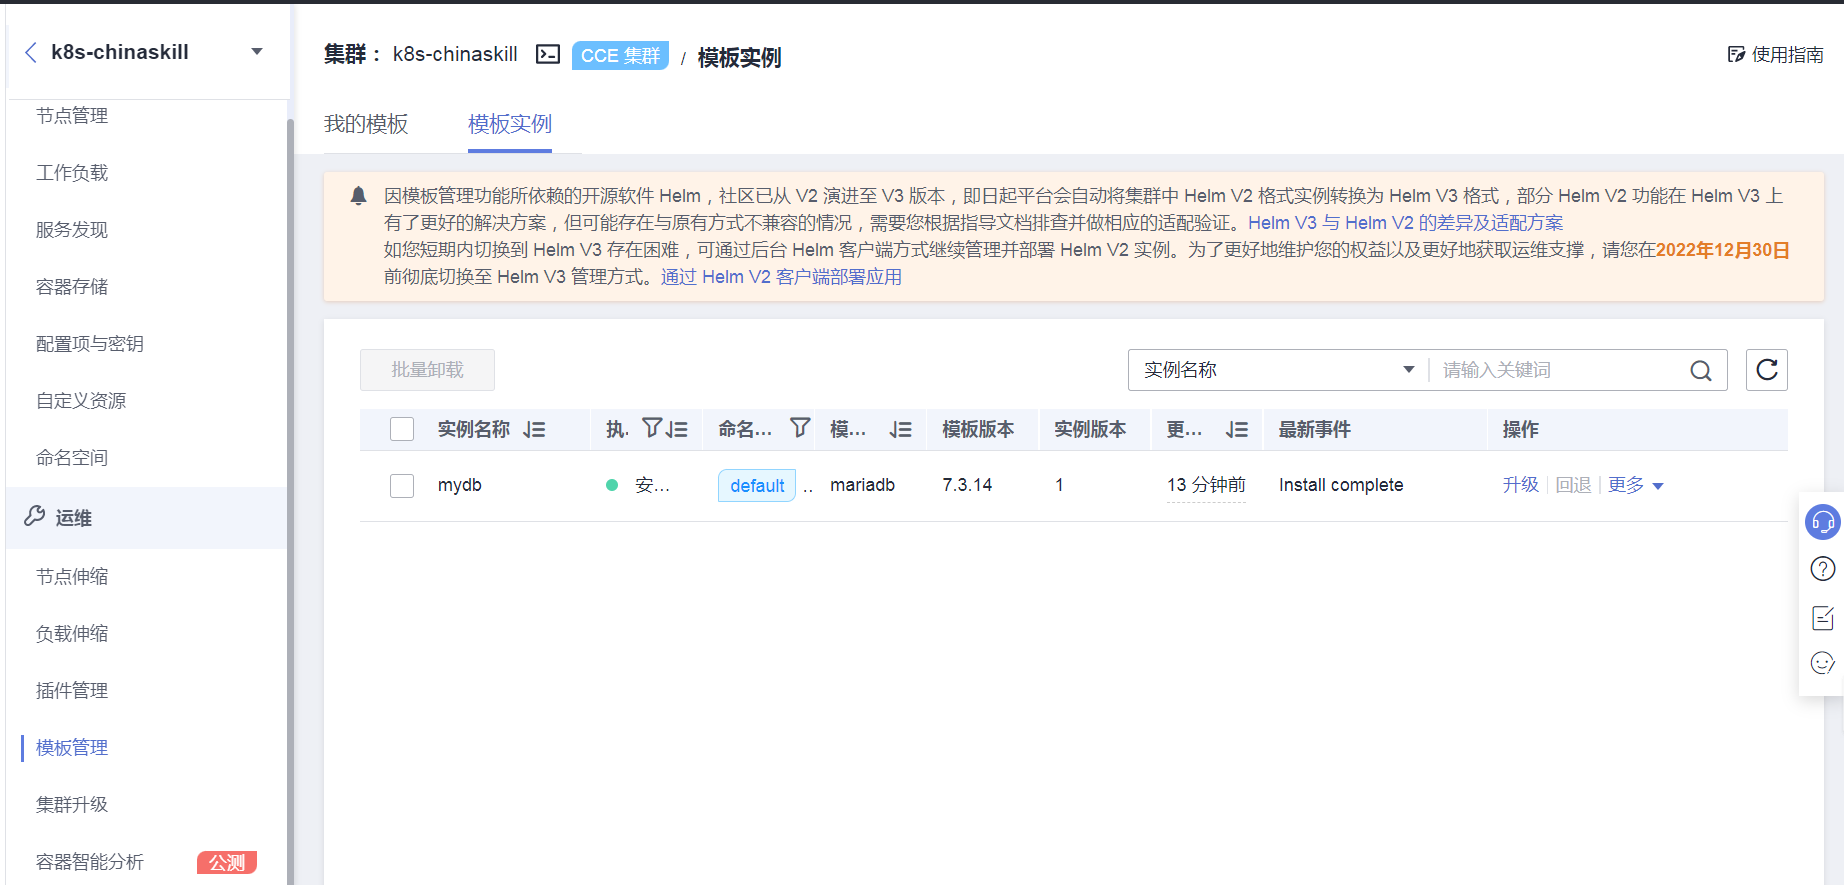 k8s-chinaskill
节点管理
工作负载
服务发现
容器存储
配置项与密钥
自定义资源
命名空间
运维
节点伸缩
负载伸缩
插件管理
模板管理
集群升级
容器智能分析 公测
集群： k8s-chinaskill CCE 集群 / 模板实例
使用指南
我的模板 模板实例
因模板管理功能所依赖的开源软件 Helm，社区已从 V2 演进至 V3 版本，即日起平台会自动将集群中 Helm V2 格式实例转换为 Helm V3 格式，部分 Helm V2 功能在 Helm V3 上
有了更好的解决方案，但可能存在与原有方式不兼容的情况，需要您根据指导文档排查并做相应的适配验证。Helm V3 与 Helm V2 的差异及适配方案
如您短期内切换到 Helm V3 存在困难，可通过后台 Helm 客户端方式继续管理并部署 Helm V2 实例。为了更好地维护您的权益以及更好地获取运维支撑，请您在2022年12月30日
前彻底切换至 Helm V3 管理方式。通过 Helm V2 客户端部署应用
批量卸载
实例名称 请输入关键词
实例名称 执. 命名... 模... 模板版本 实例版本 更... 最新事件 操作
mydb 安... default .. mariadb 7.3.14 1 13 分钟前 Install complete 升级 回退 更多